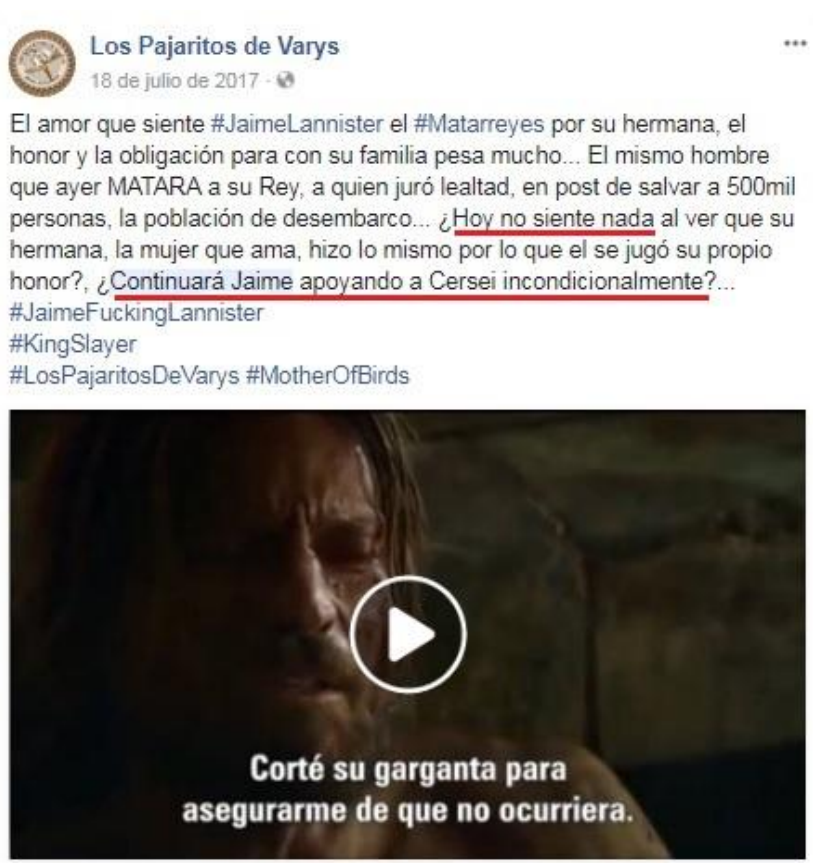 Los Pajaritos de Varys
18 de julio de 2017
El amor que siente #JaimeLannister el #Matarreyes por su hermana, el
honor y la obligación para con su familia pesa mucho... El mismo hombre
que ayer MATARA a su Rey, a quien juró lealtad, en post de salvar a 500mil
personas, la población de desembarco... ¿Hoy no siente nada al ver que su
hermana, la mujer que ama, hizo lo mismo por lo que el se jugó su propio
honor?, ¿Continuará Jaime apoyando a Cersei incondicionalmente?...
#JaimeFuckingLannister
#KingSlayer
#LosPajaritosDeVarys #MotherOfBirds
Corté su garganta para
asegurarme de que no ocurriera.